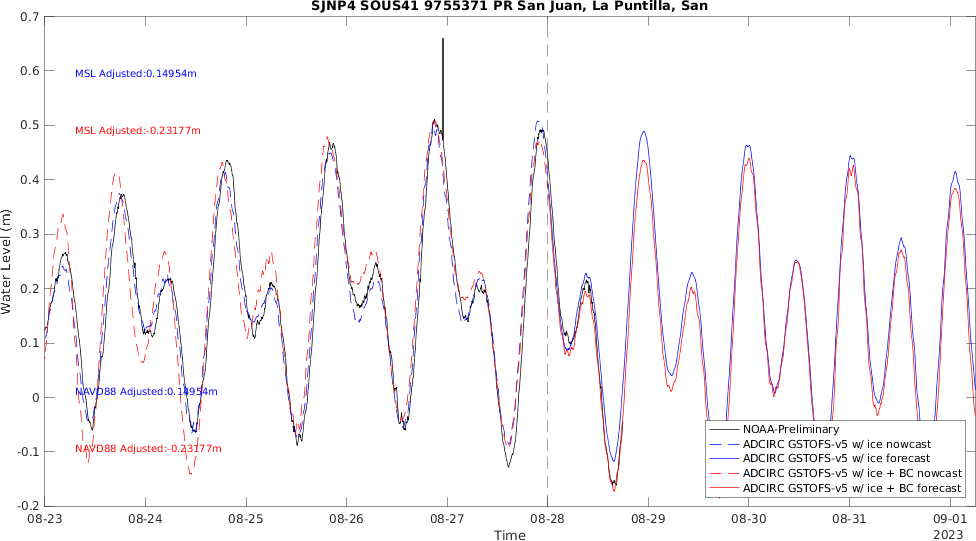 SJNP4 SOUS41 9755371 PR San Juan, La Puntilla, San
0.7
0.6
0.5
0.4
0.3
0.2
0.1
0
-0.1
-0.2
Water Level (m)
MSL Adjusted:0.14954m
MSL Adjusted:-0.23177m
NAVD88 Adjusted:0.14954m
NAVD88 Adjusted:-0.23177m
NOAA-Preliminary
ADCIRC GSTOFS-v5 w/ ice nowcast
ADCIRC GSTOFS-v5 w/ ice forecast
ADCIRC GSTOFS-v5 w/ ice + BC nowcast
ADCIRC GSTOFS-v5 w/ ice + BC forecast
08-23 08-24 08-25 08-26 08-27 08-28 08-29 08-30 08-31 09-01
Time 2023